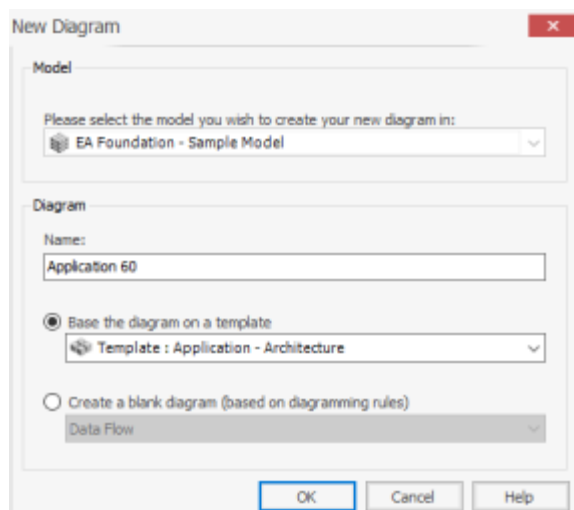 New Diagram
Model
Please select the model you wish to create your new diagram in:
EA Foundation - Sample Model
Diagram
Name:
Application 60
Base the diagram on a template
Template : Application - Architecture
Create a blank diagram (based on diagramming rules)
Data Flow
OK Cancel Help